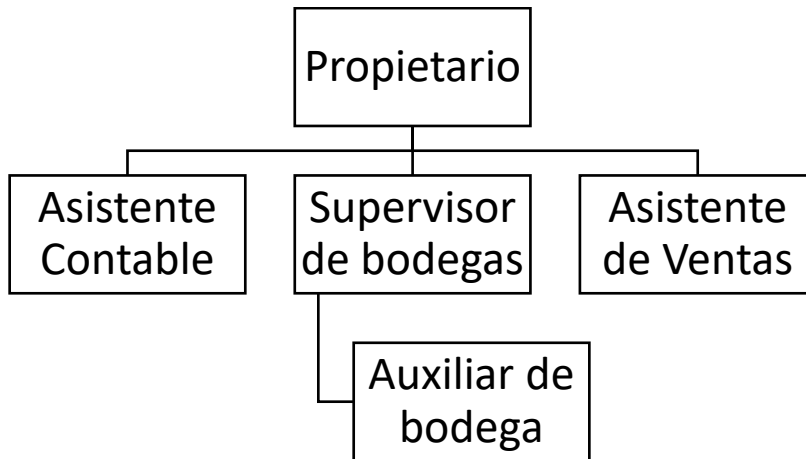 Propietario
Asistente
Contable
Supervisor
de bodegas
Asistente
de Ventas
Auxiliar de
bodega